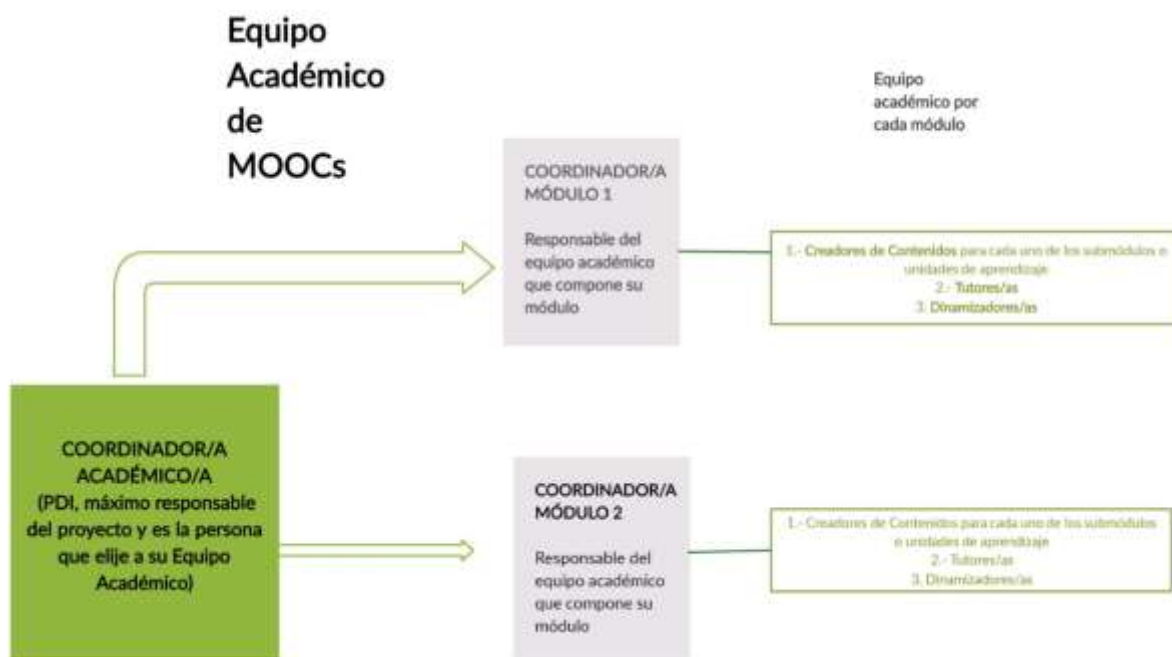 Equipo
Académico
de
MOOCs
Equipo
académico por
cada módulo
COORDINADOR/A
MÓDULO 1
Responsable del
equipo académico
que compone su
módulo
1.- Creadores de Contenidos para cada uno de los submódulos o
unidades de aprendizaje
2.- Tutores/as
3. Dinamizadores/as
COORDINADOR/A
ACADÉMICO/A
(PDI, máximo responsable
del proyecto y es la persona
que elije a su Equipo
Académico)
COORDINADOR/A
MÓDULO 2
Responsable del
equipo académico
que compone su
módulo
1.- Creadores de Contenidos para cada uno de los submódulos
o unidades de aprendizaje
2.- Tutores/as
3. Dinamizadores/as